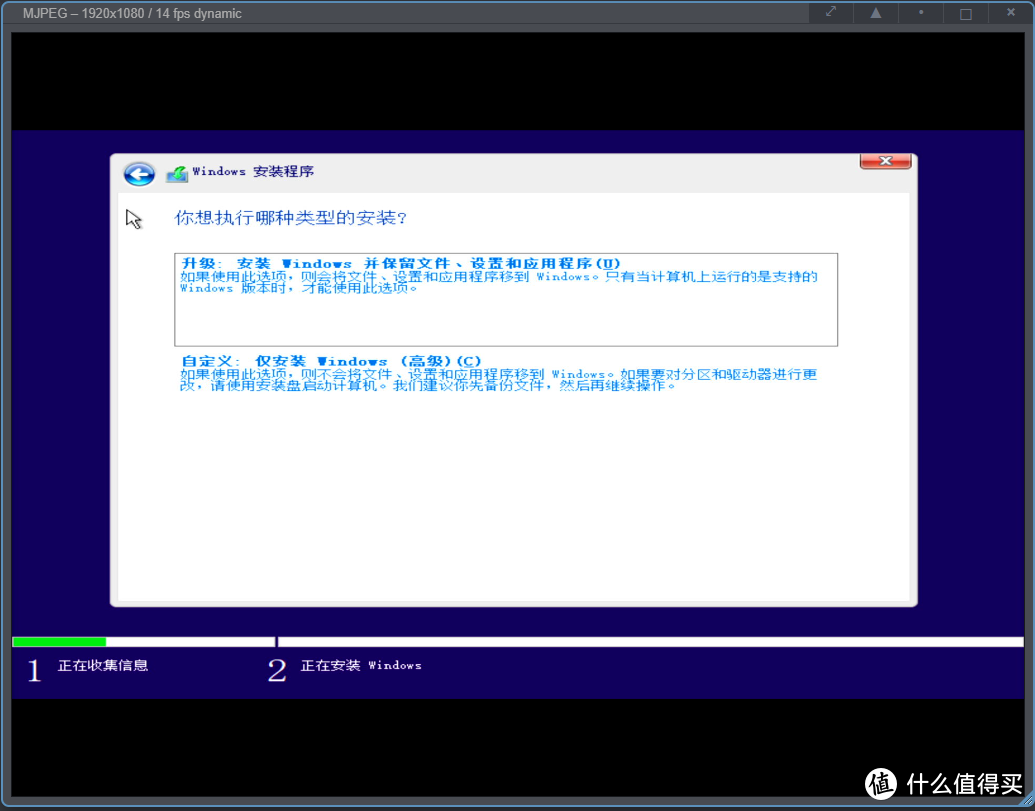 MJPEG – 1920x1080 / 14 fps dynamic
Windows 安装程序
你想执行哪种类型的安装?
升级: 安装 Windows 并保留文件、设置和应用程序(U)
如果使用此选项，则会将文件、设置和应用程序移到 Windows。只有当计算机上运行的是支持的
Windows 版本时，才能使用此选项。
自定义: 仅安装 Windows (高级)(C)
如果使用此选项，则不会将文件、设置和应用程序移到 Windows。如果要对分区和驱动器进行更
改，请使用安装盘启动计算机。我们建议你先备份文件，然后再继续操作。
1 正在收集信息
2 正在安装 Windows
值 什么值得买